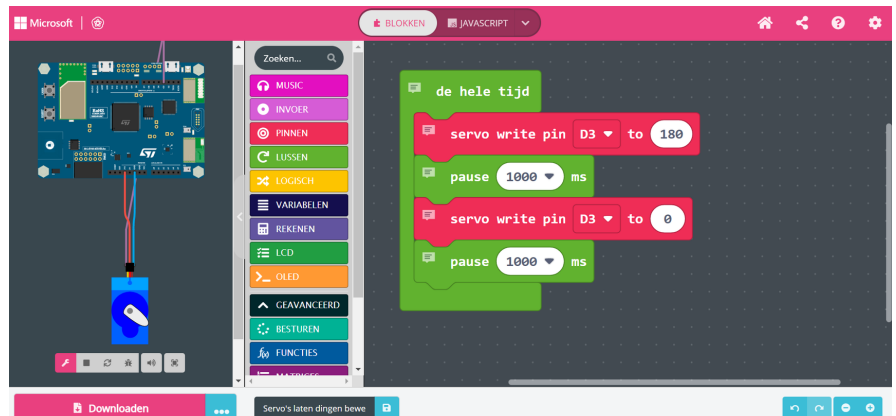 Microsoft
BLOKKEN
JAVASCRIPT
Zoeken...
MUSIC
INVOER
PINNEN
LUSSEN
LOGISCH
VARIABELEN
REKENEN
LCD
OLED
GEAVANCEERD
BESTUREN
FUNCTIES
MATRICES
de hele tijd
servo write pin D3 to 180
pause 1000 ms
servo write pin D3 to 0
pause 1000 ms
Downloaden
Servo's laten dingen bewe